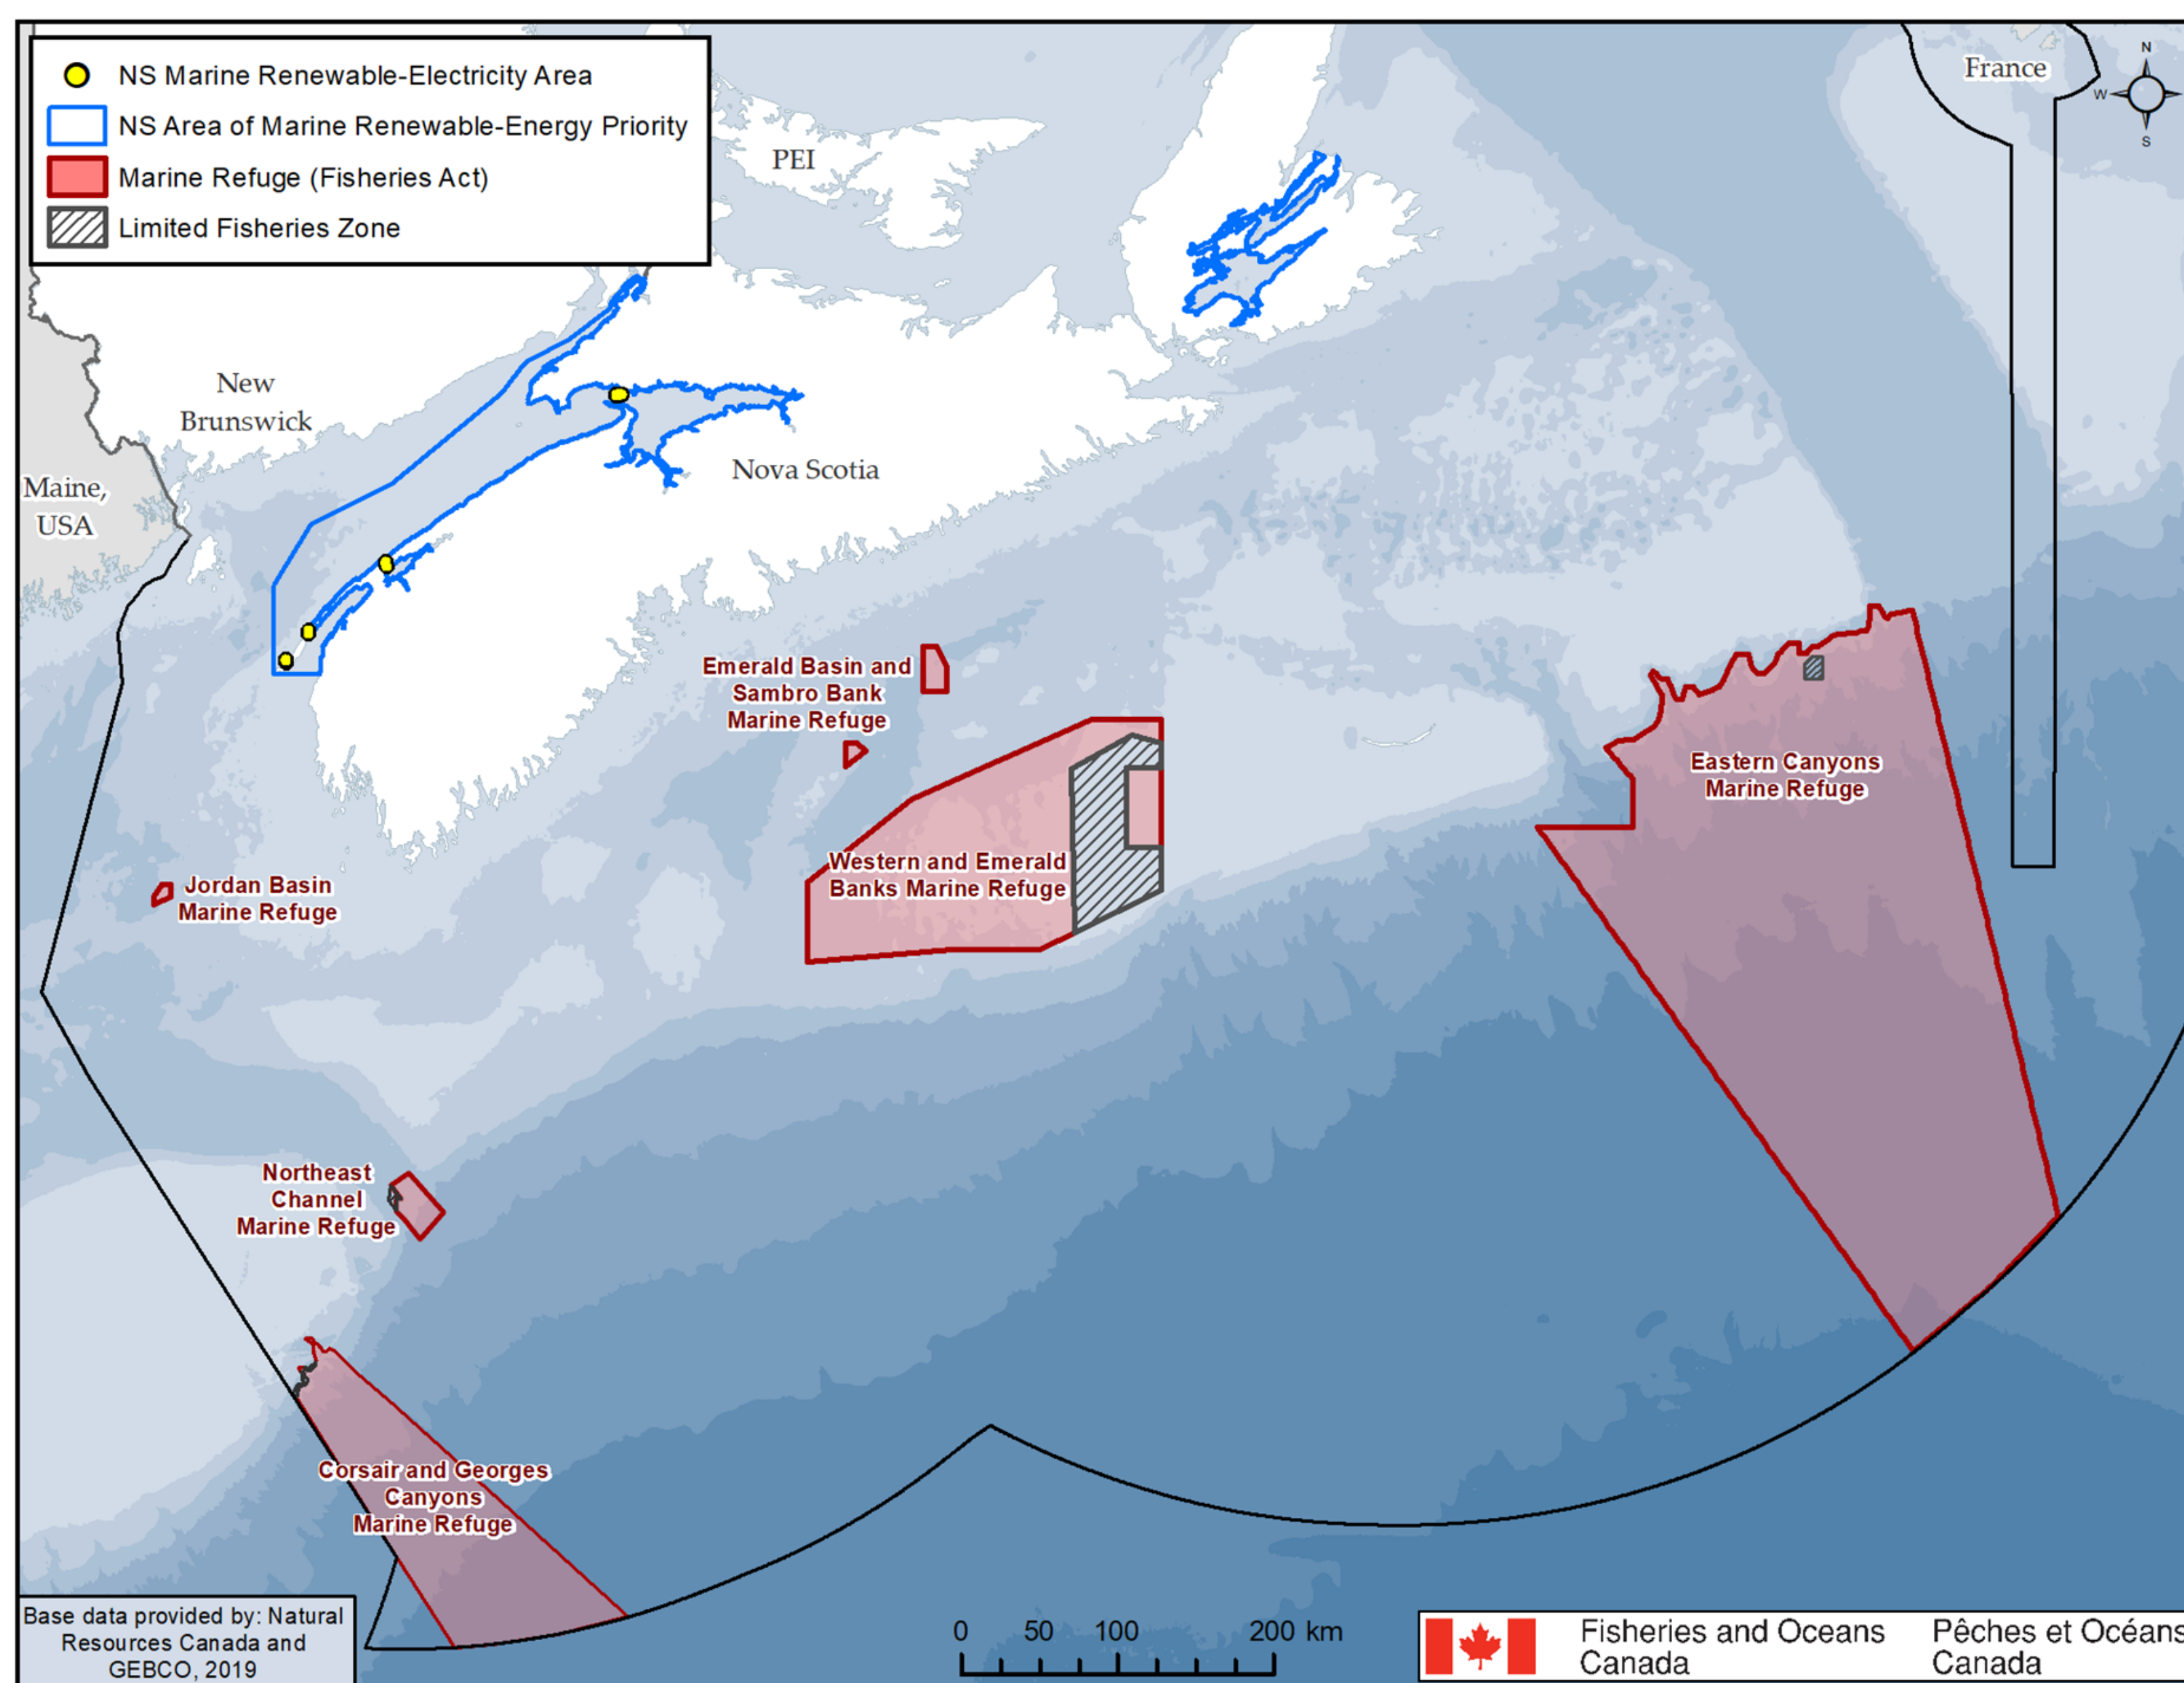 NS Marine Renewable-Electricity Area
NS Area of Marine Renewable-Energy Priority
Marine Refuge (Fisheries Act)
Limited Fisheries Zone
PEI
France
N
W
S
New
Brunswick
Maine,
USA
Nova Scotia
Emerald Basin and
Sambro Bank
Marine Refuge
Eastern Canyons
Marine Refuge
Western and Emerald
Banks Marine Refuge
Jordan Basin
Marine Refuge
Northeast
Channel
Marine Refuge
Corsair and Georges
Canyons
Marine Refuge
Base data provided by: Natural
Resources Canada and
GEBCO, 2019
0 50 100 200 km
Fisheries and Oceans
Canada
Pêches et Océans
Canada